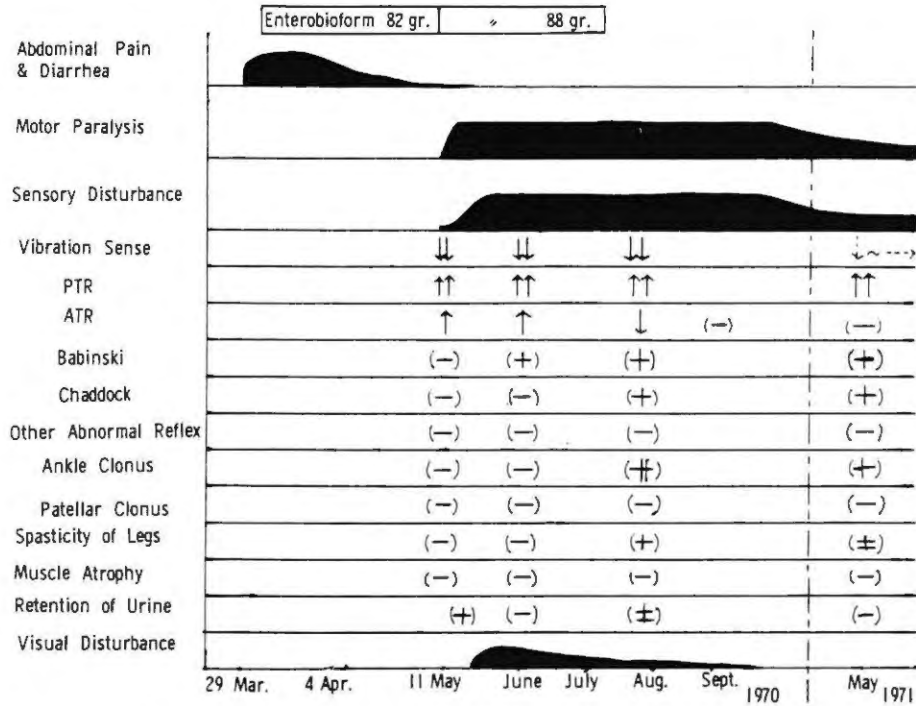 Enterobioform 82 gr. 〃 88 gr.
Abdominal Pain
& Diarrhea
Motor Paralysis
Sensory Disturbance
Vibration Sense ↓↓ ↓↓ ↓↓ ↓
PTR ↑↑ ↑↑ ↑↑ ↑↑
ATR ↑ ↑ ↓ (—) (—)
Babinski (—) (+) (+) (+)
Chaddock (—) (—) (+) (+)
Other Abnormal Reflex (—) (—) (—) (—)
Ankle Clonus (—) (—) (⧺) (+)
Patellar Clonus (—) (—) (—) (—)
Spasticity of Legs (—) (—) (+) (±)
Muscle Atrophy (—) (—) (—) (—)
Retention of Urine (+) (—) (±) (—)
Visual Disturbance
29 Mar. 4 Apr. 11 May June July Aug. Sept. 1970 May 1971